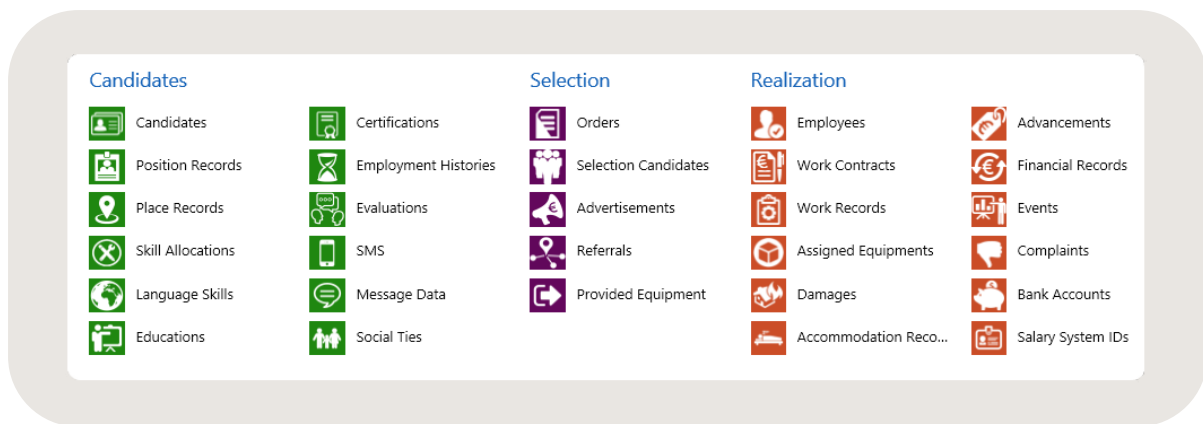 Candidates
Candidates
Position Records
Place Records
Skill Allocations
Language Skills
Educations
Certifications
Employment Histories
Evaluations
SMS
Message Data
Social Ties
Selection
Orders
Selection Candidates
Advertisements
Referrals
Provided Equipment
Realization
Employees
Work Contracts
Work Records
Assigned Equipments
Damages
Accommodation Reco...
Advancements
Financial Records
Events
Complaints
Bank Accounts
Salary System IDs